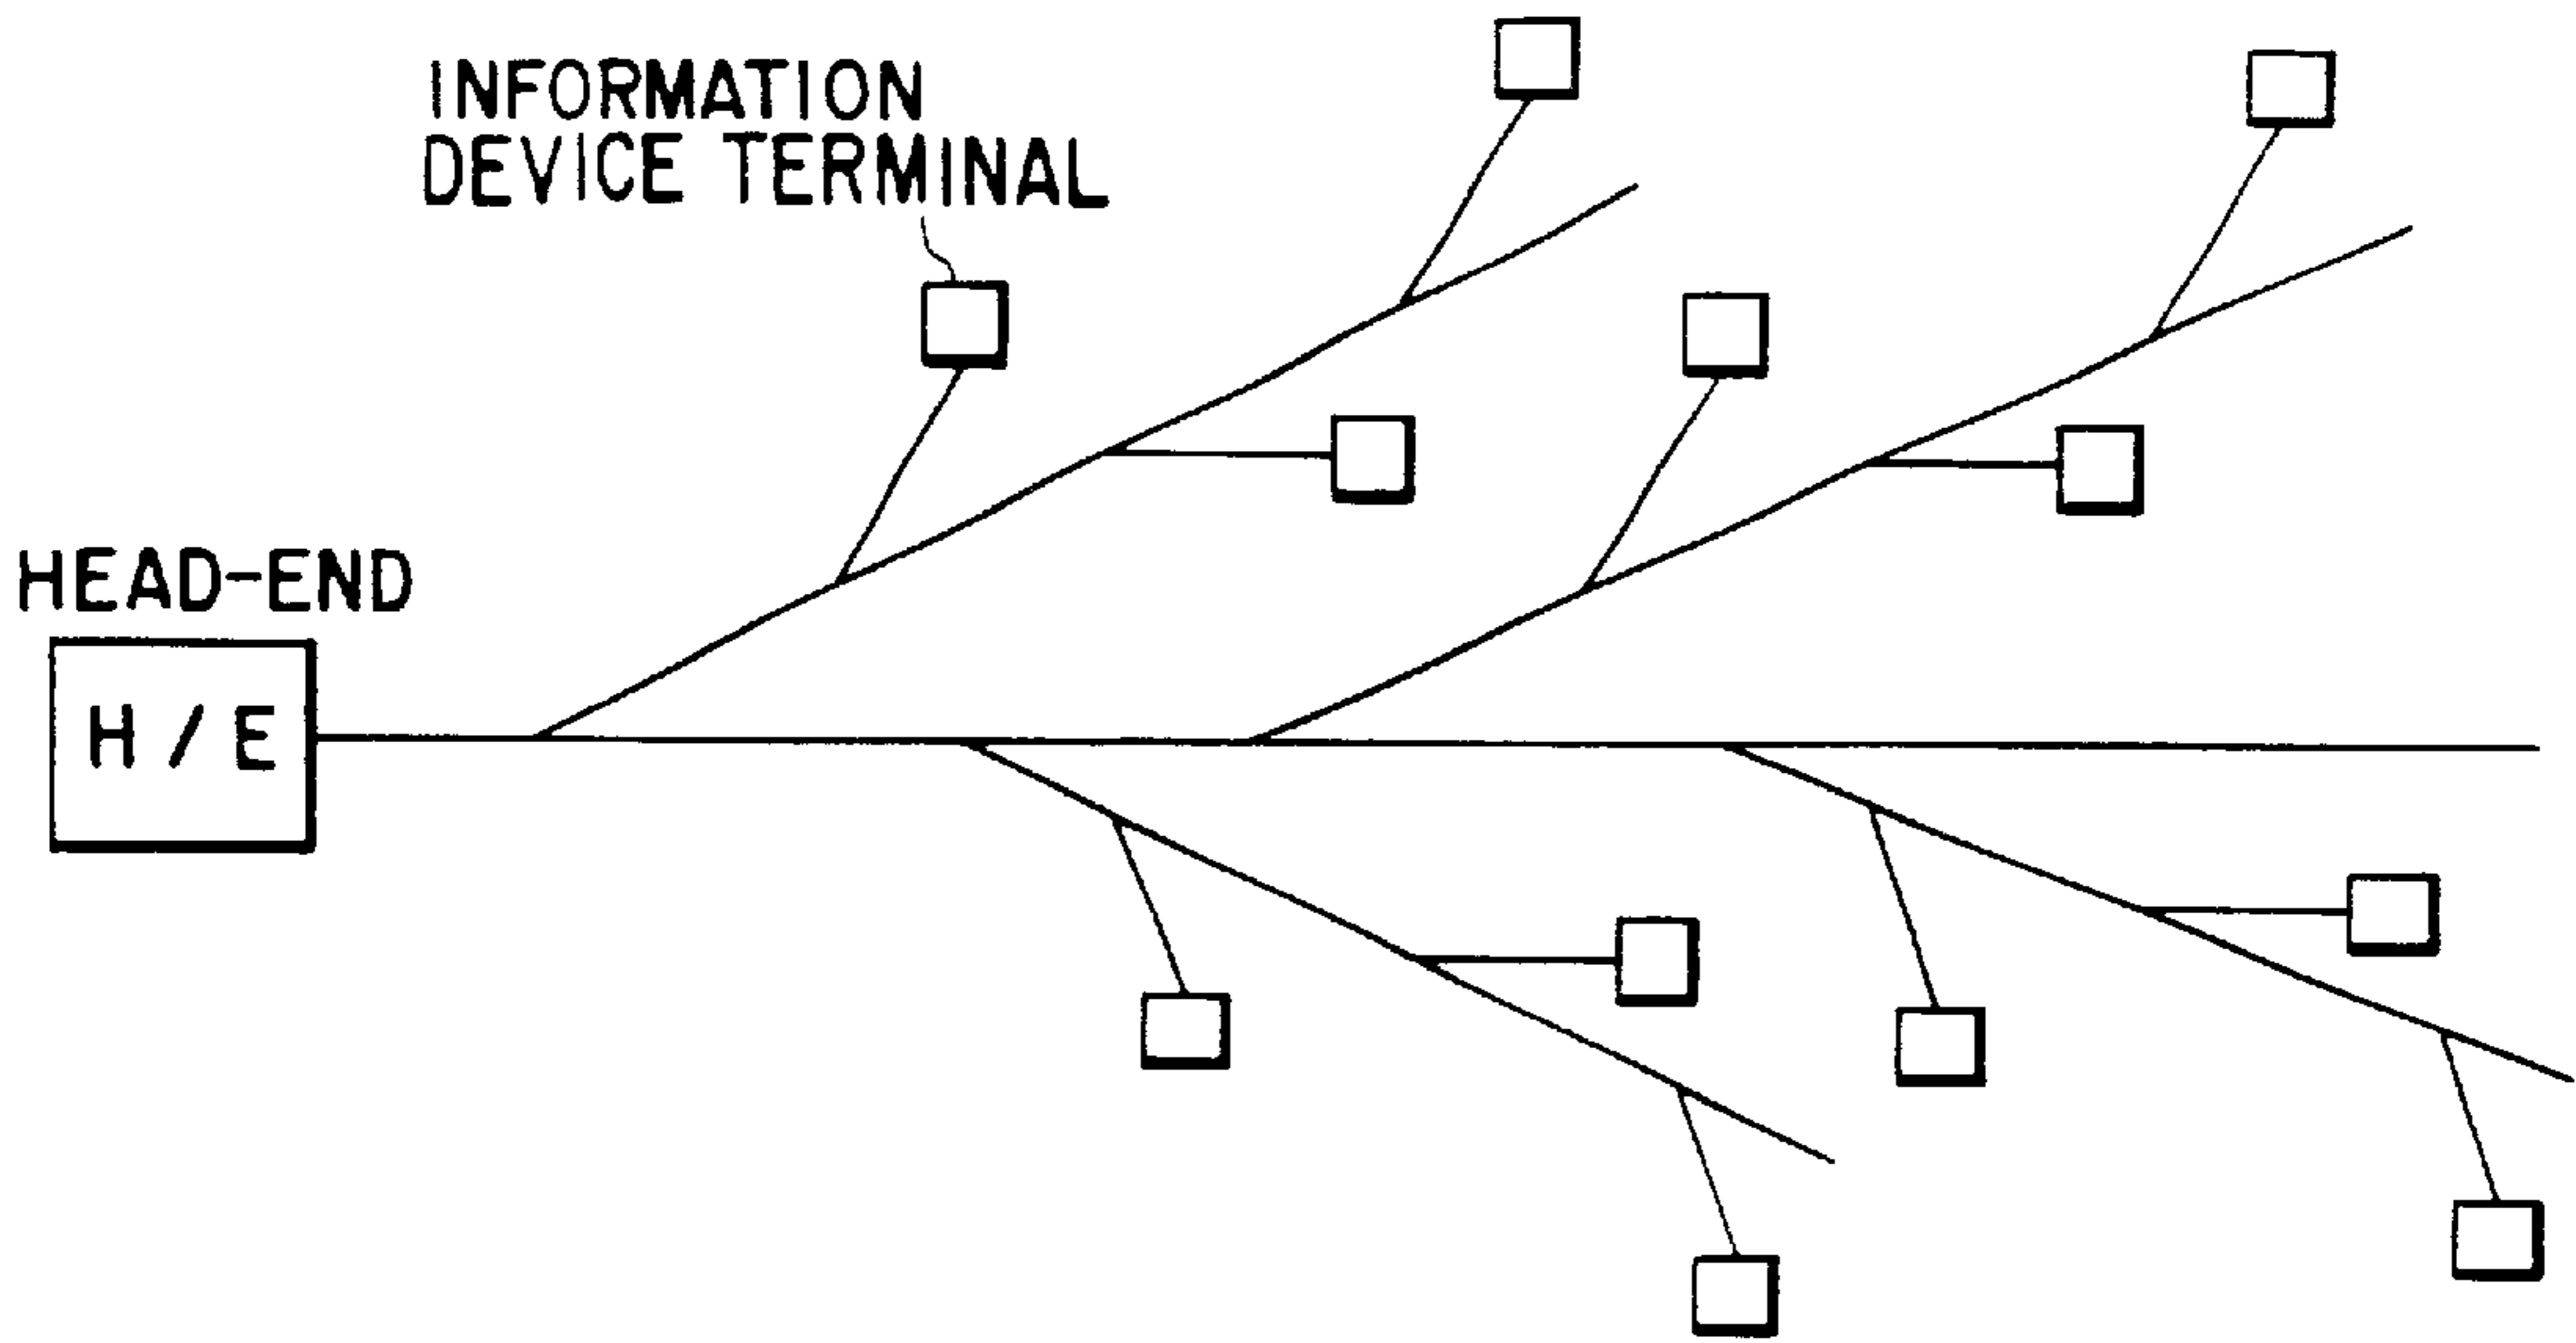 INFORMATION
DEVICE TERMINAL
HEAD-END
H / E